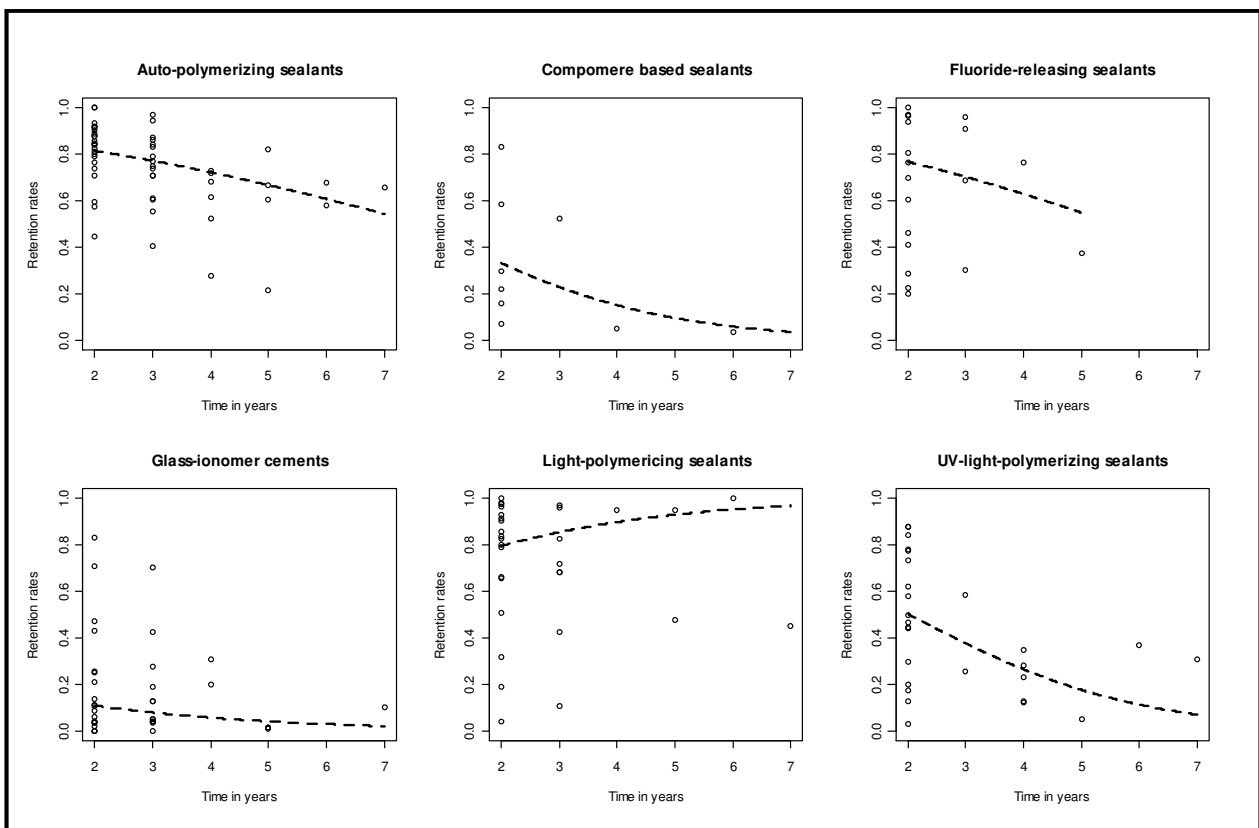 Auto-polymerizing sealants
Retention rates
0.0 0.2 0.4 0.6 0.8 1.0
2 3 4 5 6 7
Time in years
Compomere based sealants
Retention rates
0.0 0.2 0.4 0.6 0.8 1.0
2 3 4 5 6 7
Time in years
Fluoride-releasing sealants
Retention rates
0.0 0.2 0.4 0.6 0.8 1.0
2 3 4 5 6 7
Time in years
Glass-ionomer cements
Retention rates
0.0 0.2 0.4 0.6 0.8 1.0
2 3 4 5 6 7
Time in years
Light-polymericing sealants
Retention rates
0.0 0.2 0.4 0.6 0.8 1.0
2 3 4 5 6 7
Time in years
UV-light-polymerizing sealants
Retention rates
0.0 0.2 0.4 0.6 0.8 1.0
2 3 4 5 6 7
Time in years